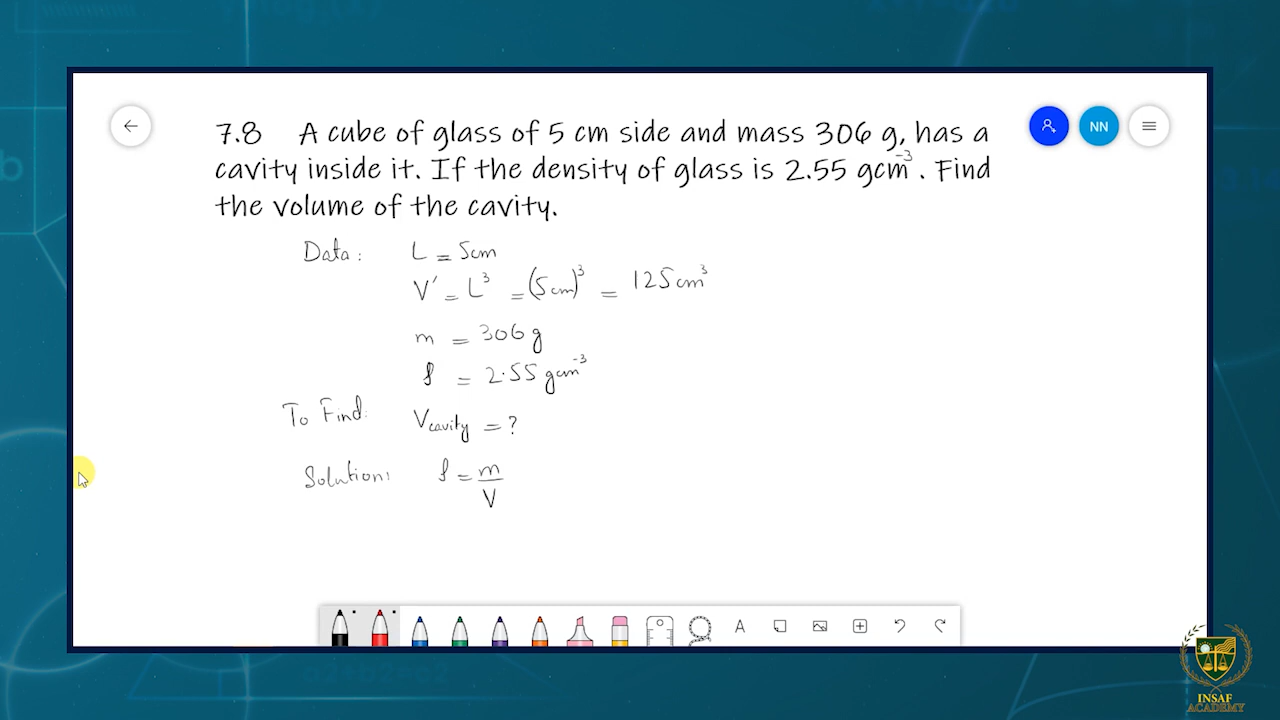 7.8 A cube of glass of 5 cm side and mass 306 g, has a
cavity inside it. If the density of glass is 2.55 gcm⁻³. Find
the volume of the cavity.
NN
Data: L = 5cm
V' = L³ = (5cm)³ = 125cm³
m = 306g
ρ = 2.55 gcm⁻³
To Find: Vcavity = ?
Solution: ρ = m/V
A
INSAF
ACADEMY